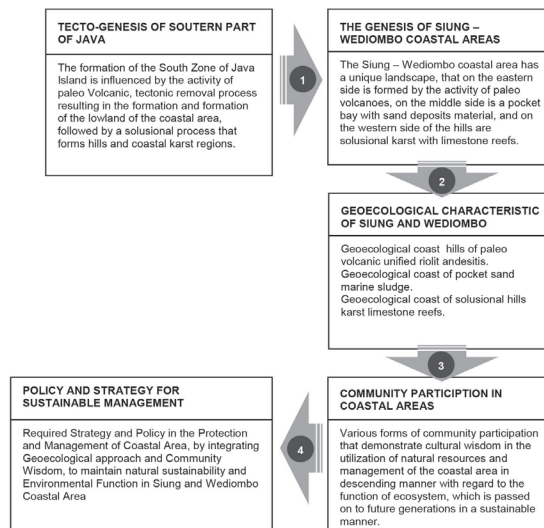 TECTO-GENESIS OF SOUTERN PART
OF JAVA
The formation of the South Zone of Java
Island is influenced by the activity of
paleo Volcanic, tectonic removal process
resulting in the formation and formation
of the lowland of the coastal area,
followed by a solusional process that
forms hills and coastal karst regions.
1
THE GENESIS OF SIUNG –
WEDIOMBO COASTAL AREAS
The Siung – Wediombo coastal area has
a unique landscape, that on the eastern
side is formed by the activity of paleo
volcanoes, on the middle side is a pocket
bay with sand deposits material, and on
the western side of the hills are
solusional karst with limestone reefs.
2
GEOECOLOGICAL CHARACTERISTIC
OF SIUNG AND WEDIOMBO
Geoecological coast hills of paleo
volcanic unified riolit andesitis.
Geoecological coast of pocket sand
marine sludge.
Geoecological coast of solusional hills
karst limestone reefs.
3
COMMUNITY PARTICIPTION IN
COASTAL AREAS
Various forms of community participation
that demonstrate cultural wisdom in the
utilization of natural resources and
management of the coastal area in
descending manner with regard to the
function of ecosystem, which is passed
on to future generations in a sustainable
manner.
4
POLICY AND STRATEGY FOR
SUSTAINABLE MANAGEMENT
Required Strategy and Policy in the Protection
and Management of Coastal Area, by integrating
Geoecological approach and Community
Wisdom, to maintain natural sustainability and
Environmental Function in Siung and Wediombo
Coastal Area